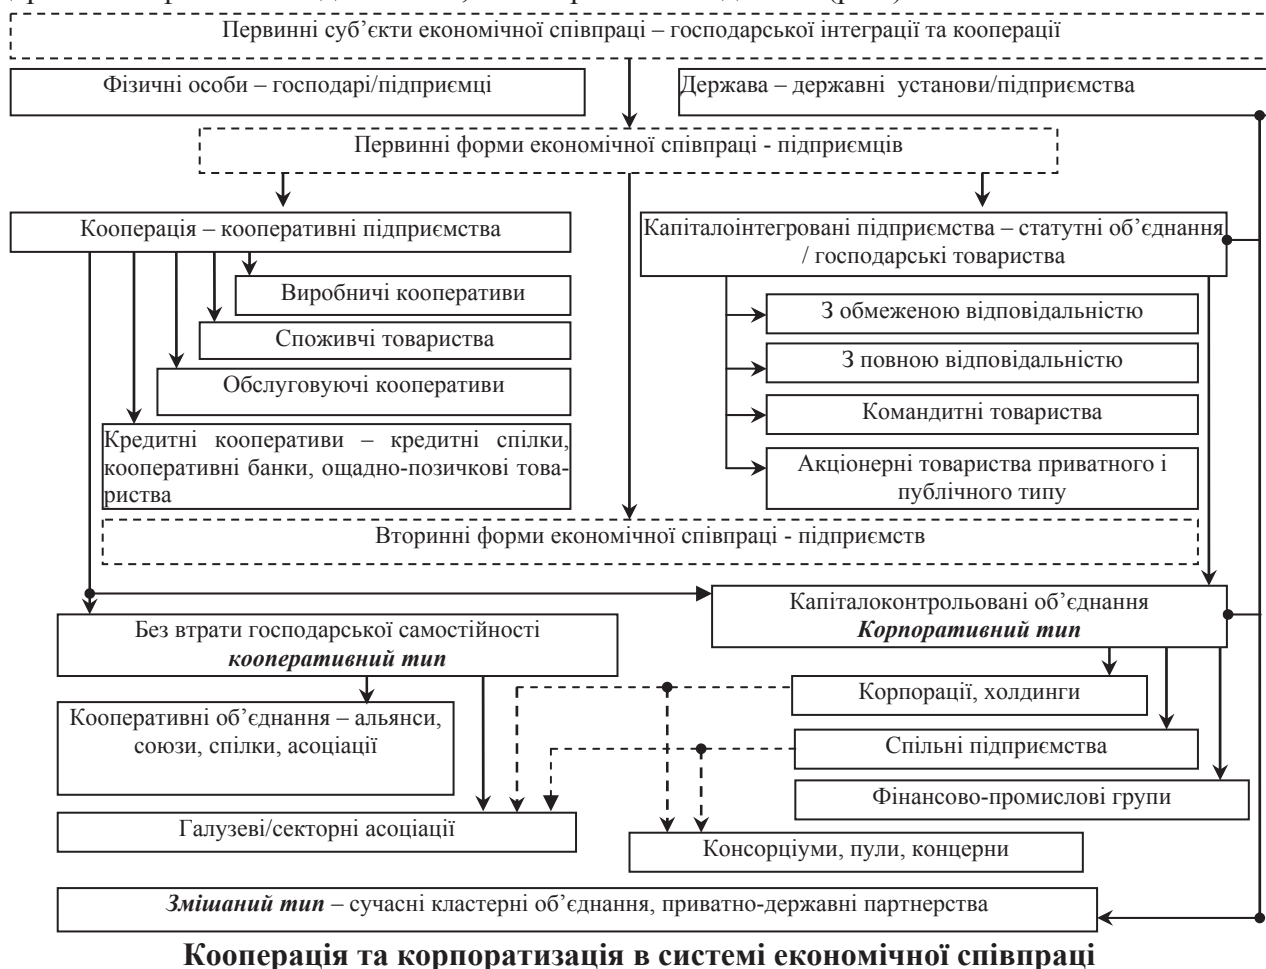 Первинні суб’єкти економічної співпраці – господарської інтеграції та кооперації
Фізичні особи – господарі/підприємці
Держава – державні установи/підприємства
Первинні форми економічної співпраці - підприємців
Кооперація – кооперативні підприємства
Капіталоінтегровані підприємства – статутні об’єднання
/ господарські товариства
Виробничі кооперативи
Споживчі товариства
Обслуговуючі кооперативи
Кредитні кооперативи – кредитні спілки,
кооперативні банки, ощадно-позичкові това-
риства
З обмеженою відповідальністю
З повною відповідальністю
Командитні товариства
Акціонерні товариства приватного і
публічного типу
Вторинні форми економічної співпраці - підприємств
Без втрати господарської самостійності
кооперативний тип
Капіталоконтрольовані об’єднання
Корпоративний тип
Кооперативні об’єднання – альянси,
союзи, спілки, асоціації
Корпорації, холдинги
Спільні підприємства
Фінансово-промислові групи
Галузеві/секторні асоціації
Консорціуми, пули, концерни
Змішаний тип – сучасні кластерні об’єднання, приватно-державні партнерства
Кооперація та корпоратизація в системі економічної співпраці